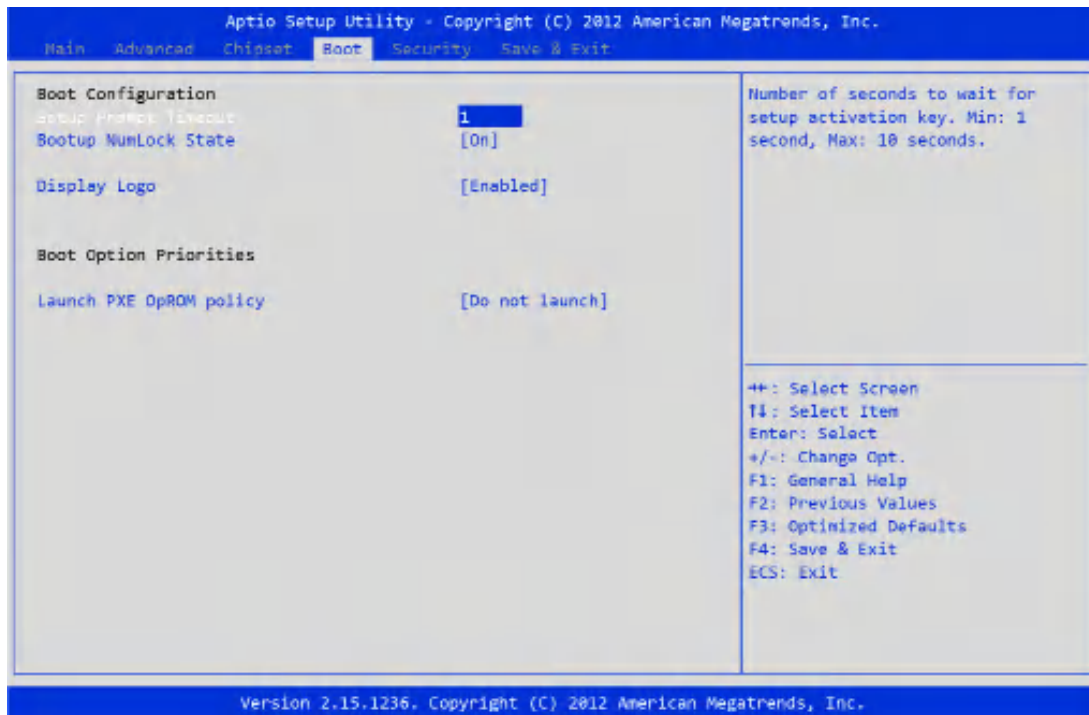 Aptio Setup Utility - Copyright (C) 2012 American Megatrends, Inc.
Main Advanced Chipset Boot Security Save & Exit
Boot Configuration
Setup Prompt Timeout 1
Bootup NumLock State [On]
Display Logo [Enabled]
Boot Option Priorities
Launch PXE OpROM policy [Do not launch]
Number of seconds to wait for
setup activation key. Min: 1
second, Max: 10 seconds.
→←: Select Screen
↑↓: Select Item
Enter: Select
+/-: Change Opt.
F1: General Help
F2: Previous Values
F3: Optimized Defaults
F4: Save & Exit
ECS: Exit
Version 2.15.1236. Copyright (C) 2012 American Megatrends, Inc.